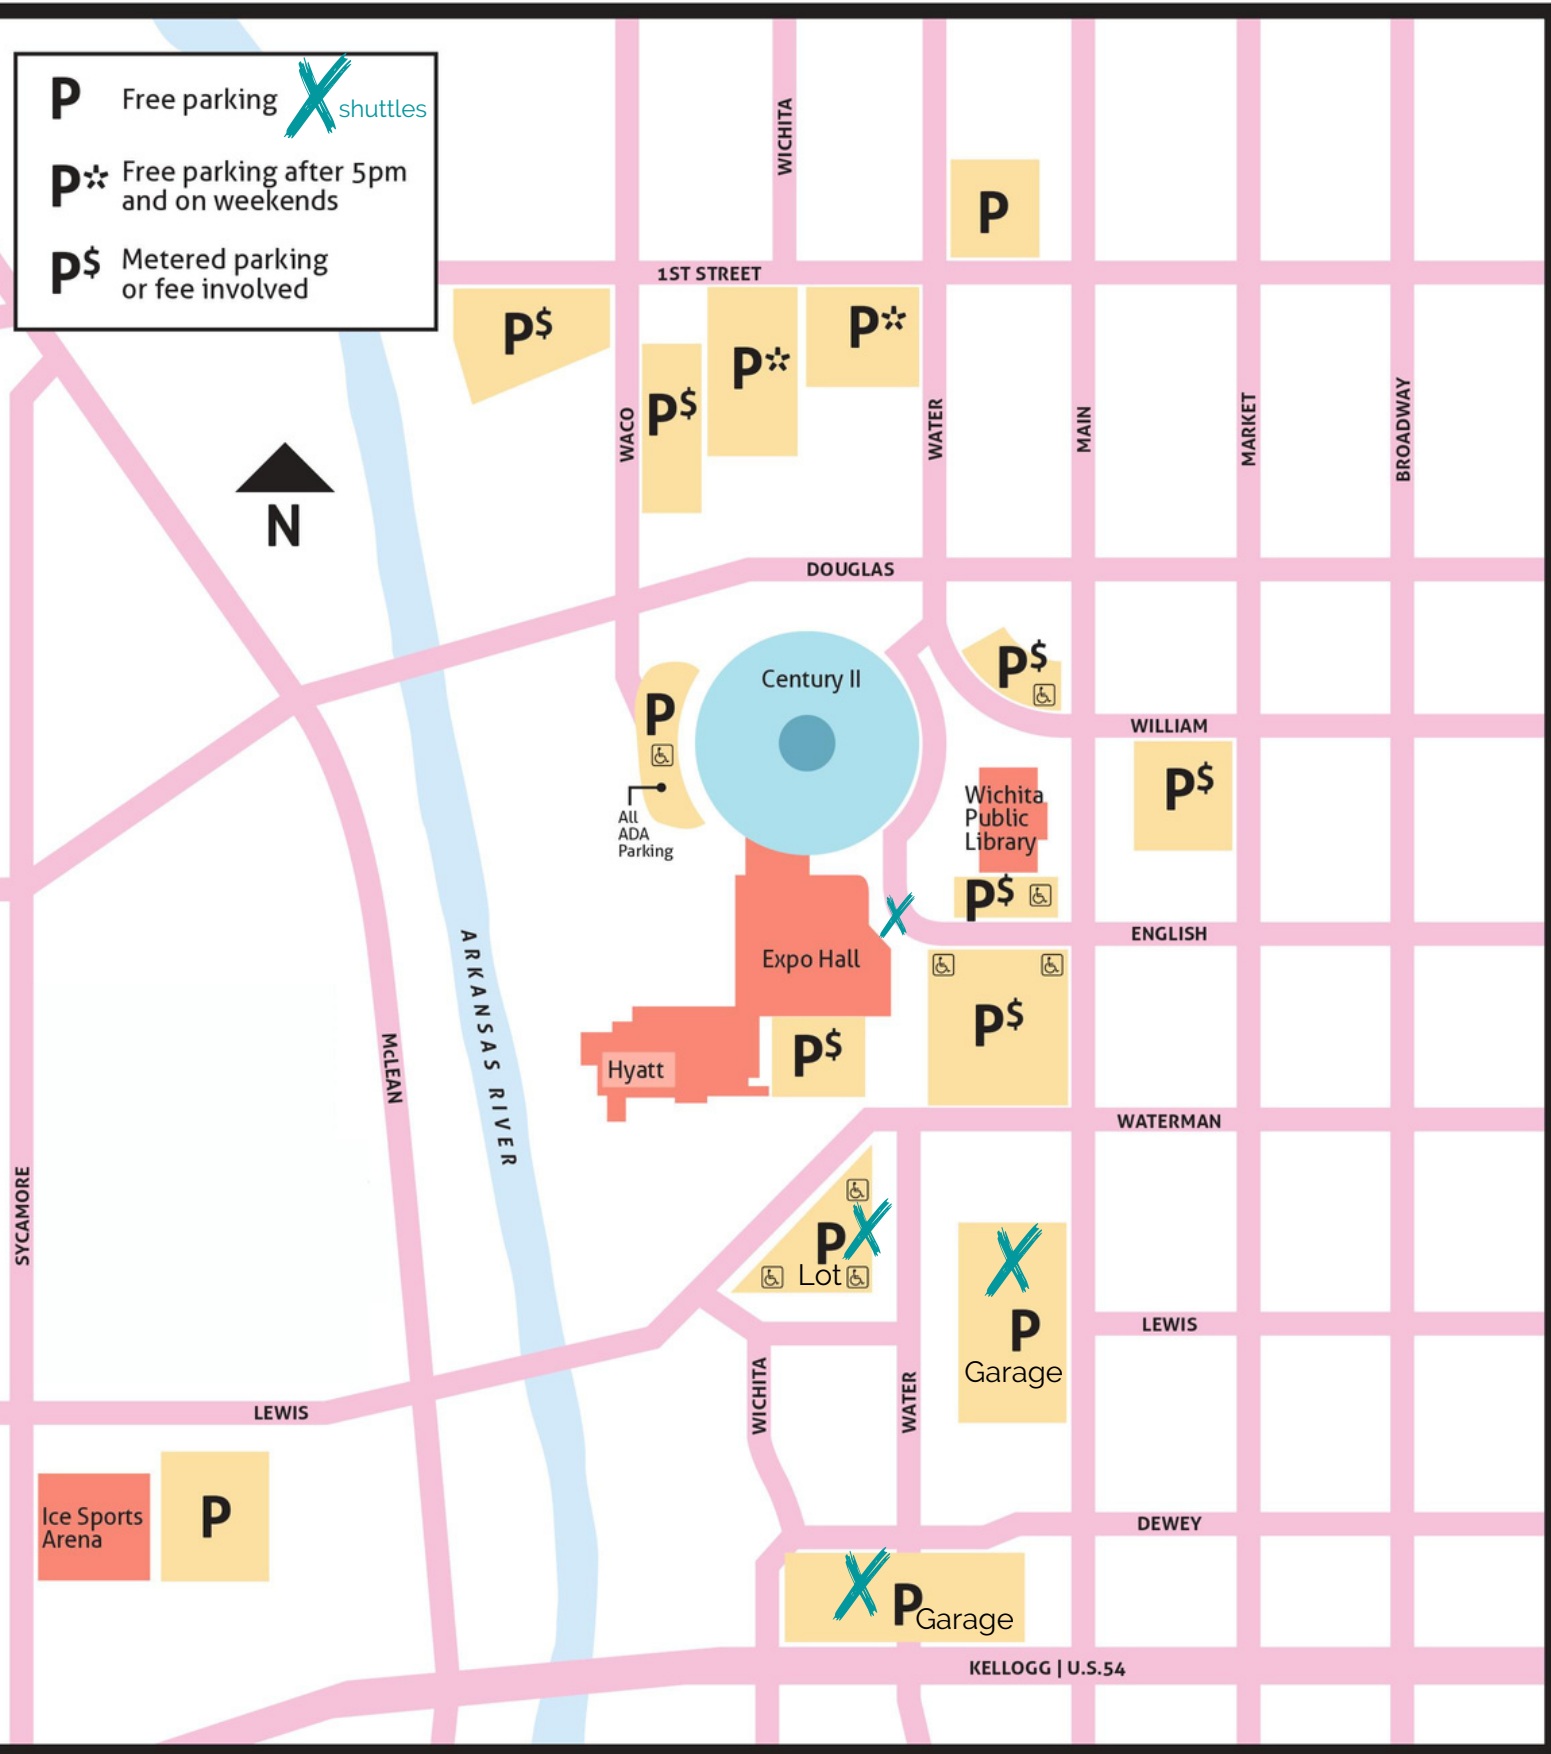 P Free parking X shuttles
P* Free parking after 5pm
and on weekends
P$ Metered parking
or fee involved
WICHITA
P
1ST STREET
P$
P$
P*
P*
WACO
WATER
MAIN
MARKET
BROADWAY
N
DOUGLAS
Century II
P
All
ADA
Parking
P$
WILLIAM
Wichita
Public
Library
P$
P$
ENGLISH
Expo Hall
P$
P$
Hyatt
ARKANSAS RIVER
McLEAN
SYCAMORE
WATERMAN
P
Lot
P
Garage
LEWIS
WICHITA
WATER
LEWIS
Ice Sports
Arena
P
DEWEY
P Garage
KELLOGG | U.S.54